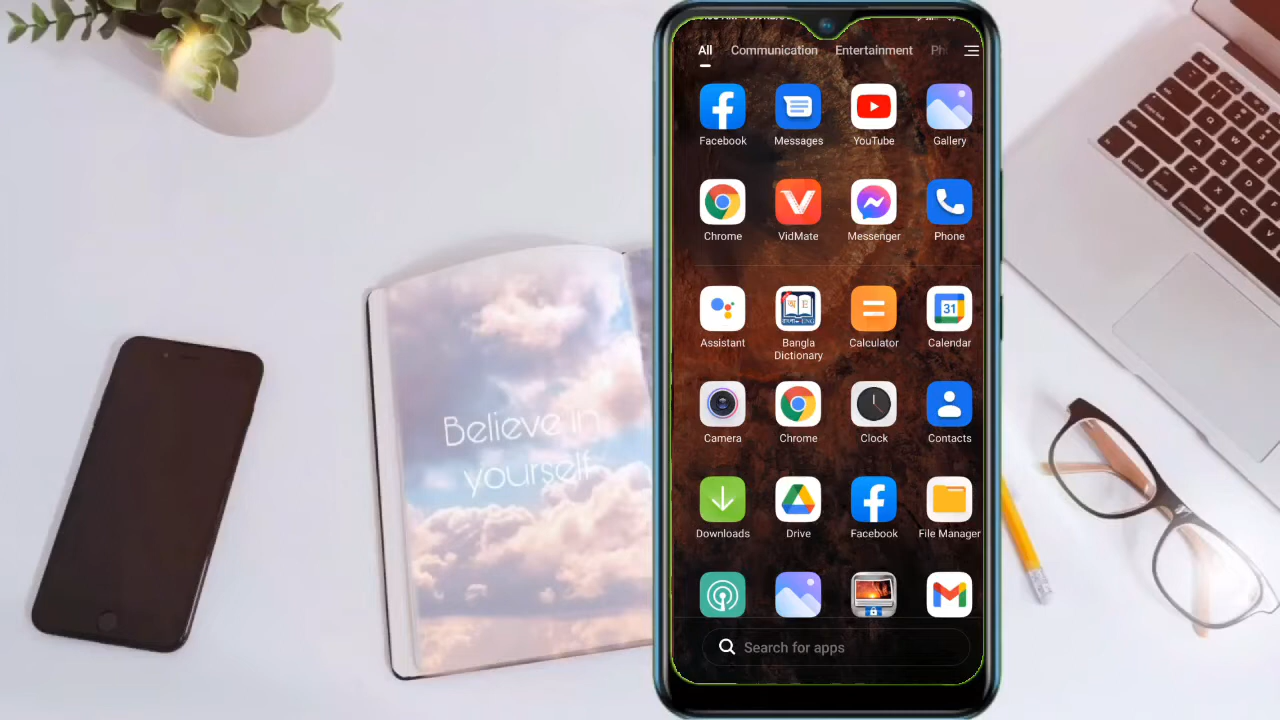 All Communication Entertainment
Facebook Messages YouTube Gallery
Chrome VidMate Messenger Phone
Assistant Bangla Dictionary Calculator Calendar
31
Camera Chrome Clock Contacts
Downloads Drive Facebook File Manager
Search for apps
Believe in
yourself